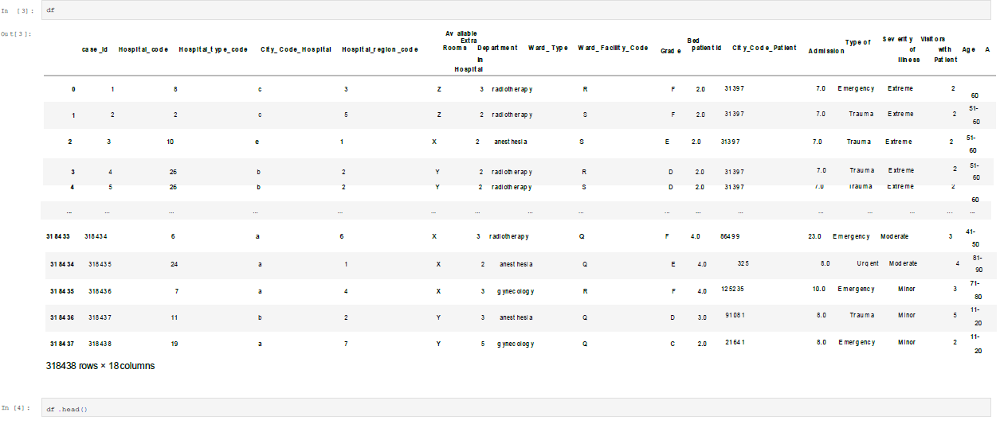 In [3]: df
Out[3]:
case_id Hospital_code Hospital_type_code City_Code_Hospital Hospital_region_code Available Extra Rooms in Hospital Department Ward_Type Ward_Facility_Code Bed Grade patientid City_Code_Patient Type of Admission Severity of Illness Visitors with Patient Age A
0 1 8 c 3 Z 3 radiotherapy R F 2.0 31397 7.0 Emergency Extreme 2 60
1 2 2 c 5 Z 2 radiotherapy S F 2.0 31397 7.0 Trauma Extreme 2 51-60
2 3 10 e 1 X 2 anesthesia S E 2.0 31397 7.0 Trauma Extreme 2 51-60
3 4 26 b 2 Y 2 radiotherapy R D 2.0 31397 7.0 Trauma Extreme 2 51-60
4 5 26 b 2 Y 2 radiotherapy S D 2.0 31397 7.0 Trauma Extreme 2 60
... ... ... ... ... ... ... ... ... ... ... ... ... ... ... ... ...
318433 318434 6 a 6 X 3 radiotherapy Q F 4.0 86499 23.0 Emergency Moderate 3 41-50
318434 318435 24 a 1 X 2 anesthesia Q E 4.0 325 8.0 Urgent Moderate 4 81-90
318435 318436 7 a 4 X 3 gynecology R F 4.0 125235 10.0 Emergency Minor 3 71-80
318436 318437 11 b 2 Y 3 anesthesia Q D 3.0 91081 8.0 Trauma Minor 5 11-20
318437 318438 19 a 7 Y 5 gynecology Q C 2.0 21641 8.0 Emergency Minor 2 11-20
318438 rows × 18 columns
In [4]: df.head()